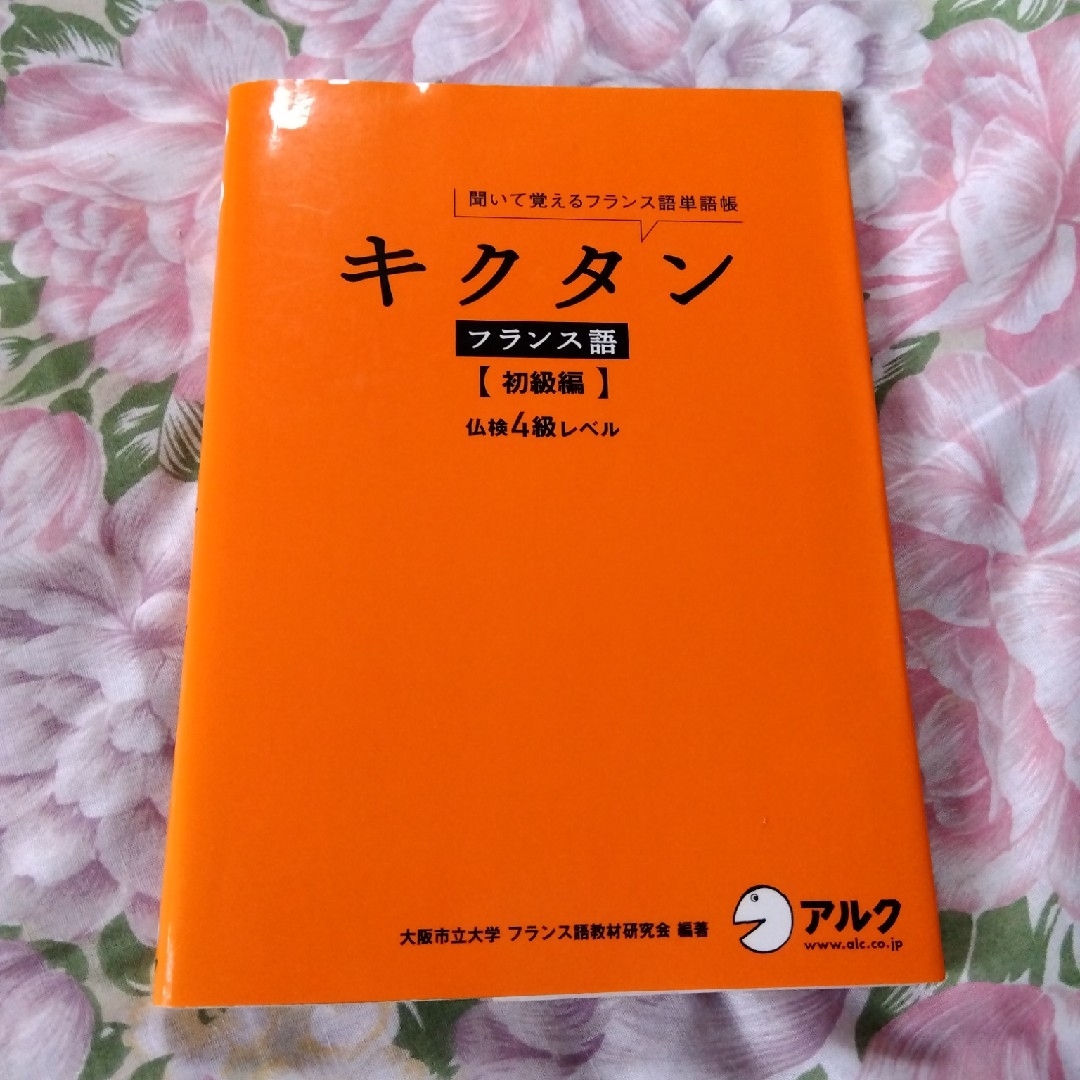 聞いて覚えるフランス語単語帳
キクタン
フランス語
【初級編】
仏検4級レベル
大阪市立大学 フランス語教材研究会 編著
アルク
www.alc.co.jp